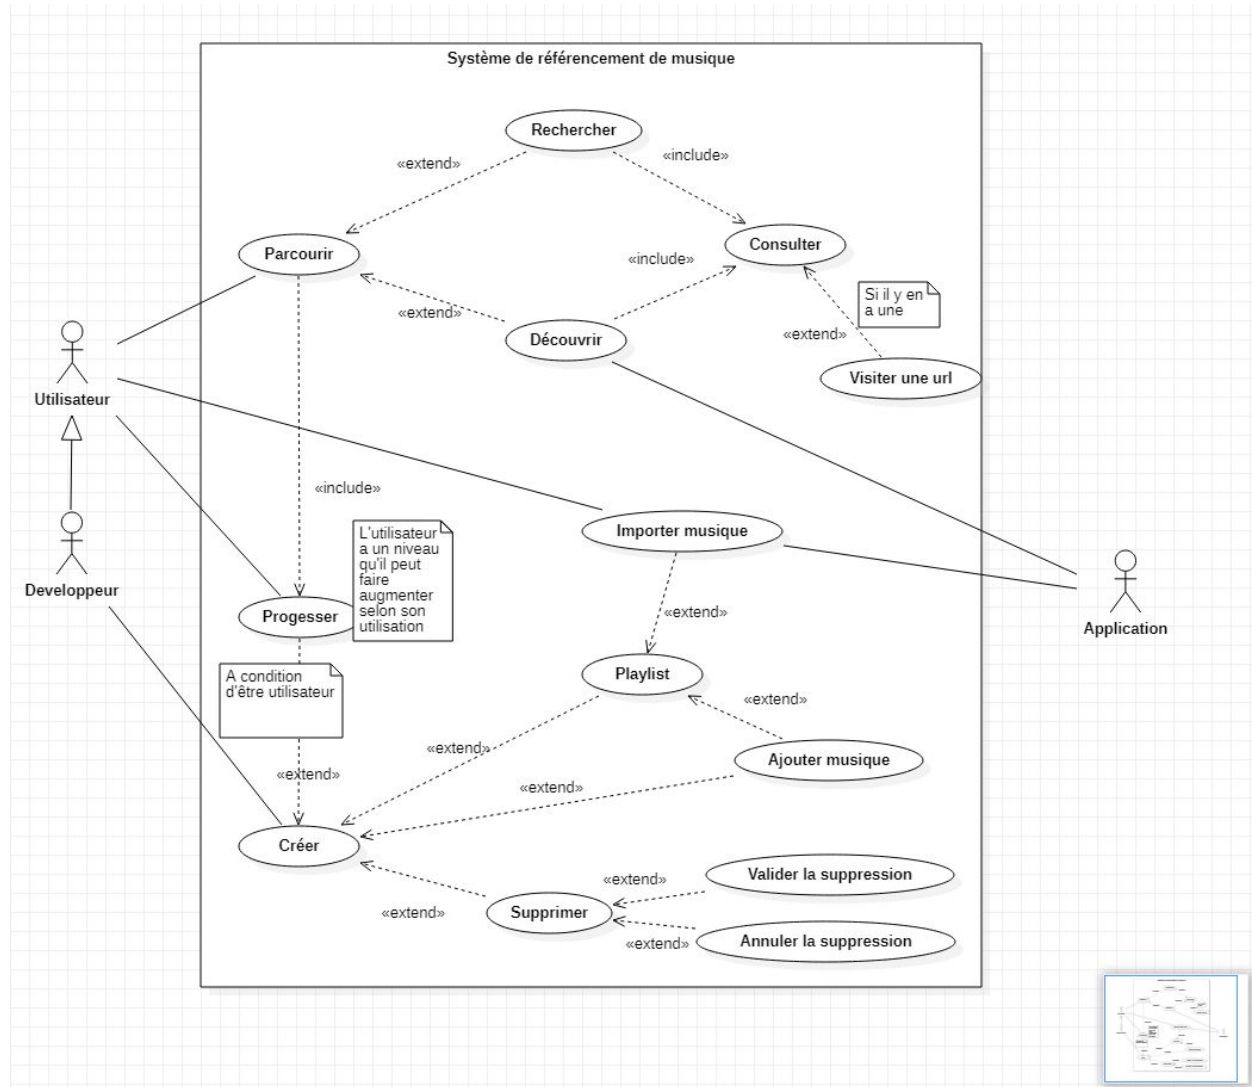 Système de référencement de musique
Rechercher
«extend»
«include»
Parcourir
Consulter
«include»
Si il y en
a une
«extend»
Découvrir
«extend»
Visiter une url
Utilisateur
«include»
Importer musique
L'utilisateur
a un niveau
qu'il peut
faire
augmenter
selon son
utilisation
Developpeur
Progesser
«extend»
Application
A condition
d'être utilisateur
Playlist
«extend»
«extend»
Ajouter musique
«extend»
«extend»
Créer
Valider la suppression
«extend»
Supprimer
«extend»
Annuler la suppression
«extend»